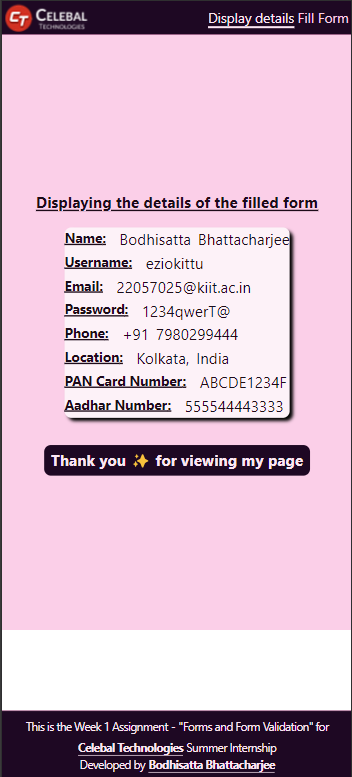 CT CELEBAL
TECHNOLOGIES
Display details Fill Form
Displaying the details of the filled form
Name: Bodhisatta Bhattacharjee
Username: eziokittu
Email: 22057025@kiit.ac.in
Password: 1234qwerT@
Phone: +91 7980299444
Location: Kolkata, India
PAN Card Number: ABCDE1234F
Aadhar Number: 555544443333
Thank you ✨ for viewing my page
This is the Week 1 Assignment - "Forms and Form Validation" for
Celebal Technologies Summer Internship
Developed by Bodhisatta Bhattacharjee